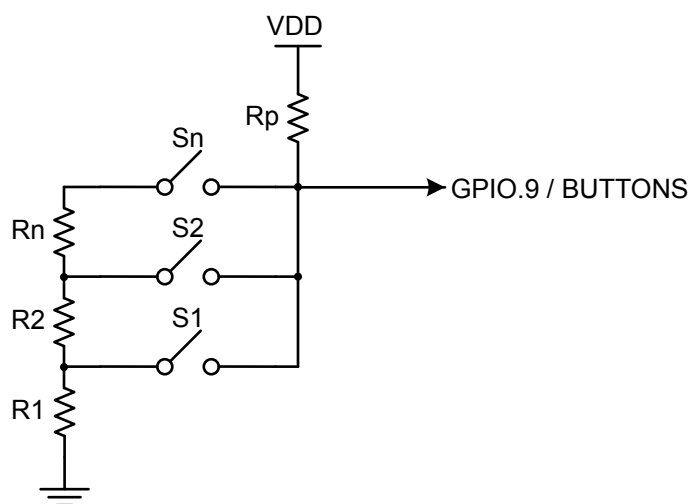 VDD
Rp
Sn
GPIO.9 / BUTTONS
Rn
S2
R2
S1
R1